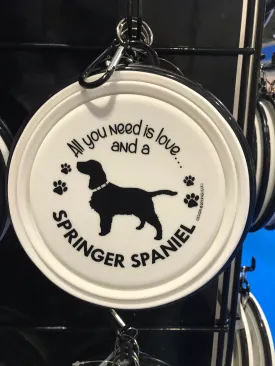 All you need is love...
and a
SPRINGER SPANIEL